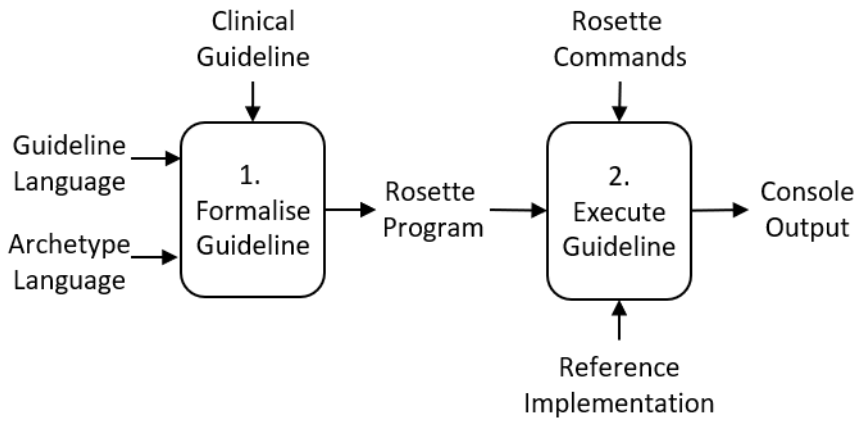 Clinical
Guideline
Rosette
Commands
Guideline
Language
Archetype
Language
1.
Formalise
Guideline
Rosette
Program
2.
Execute
Guideline
Console
Output
Reference
Implementation